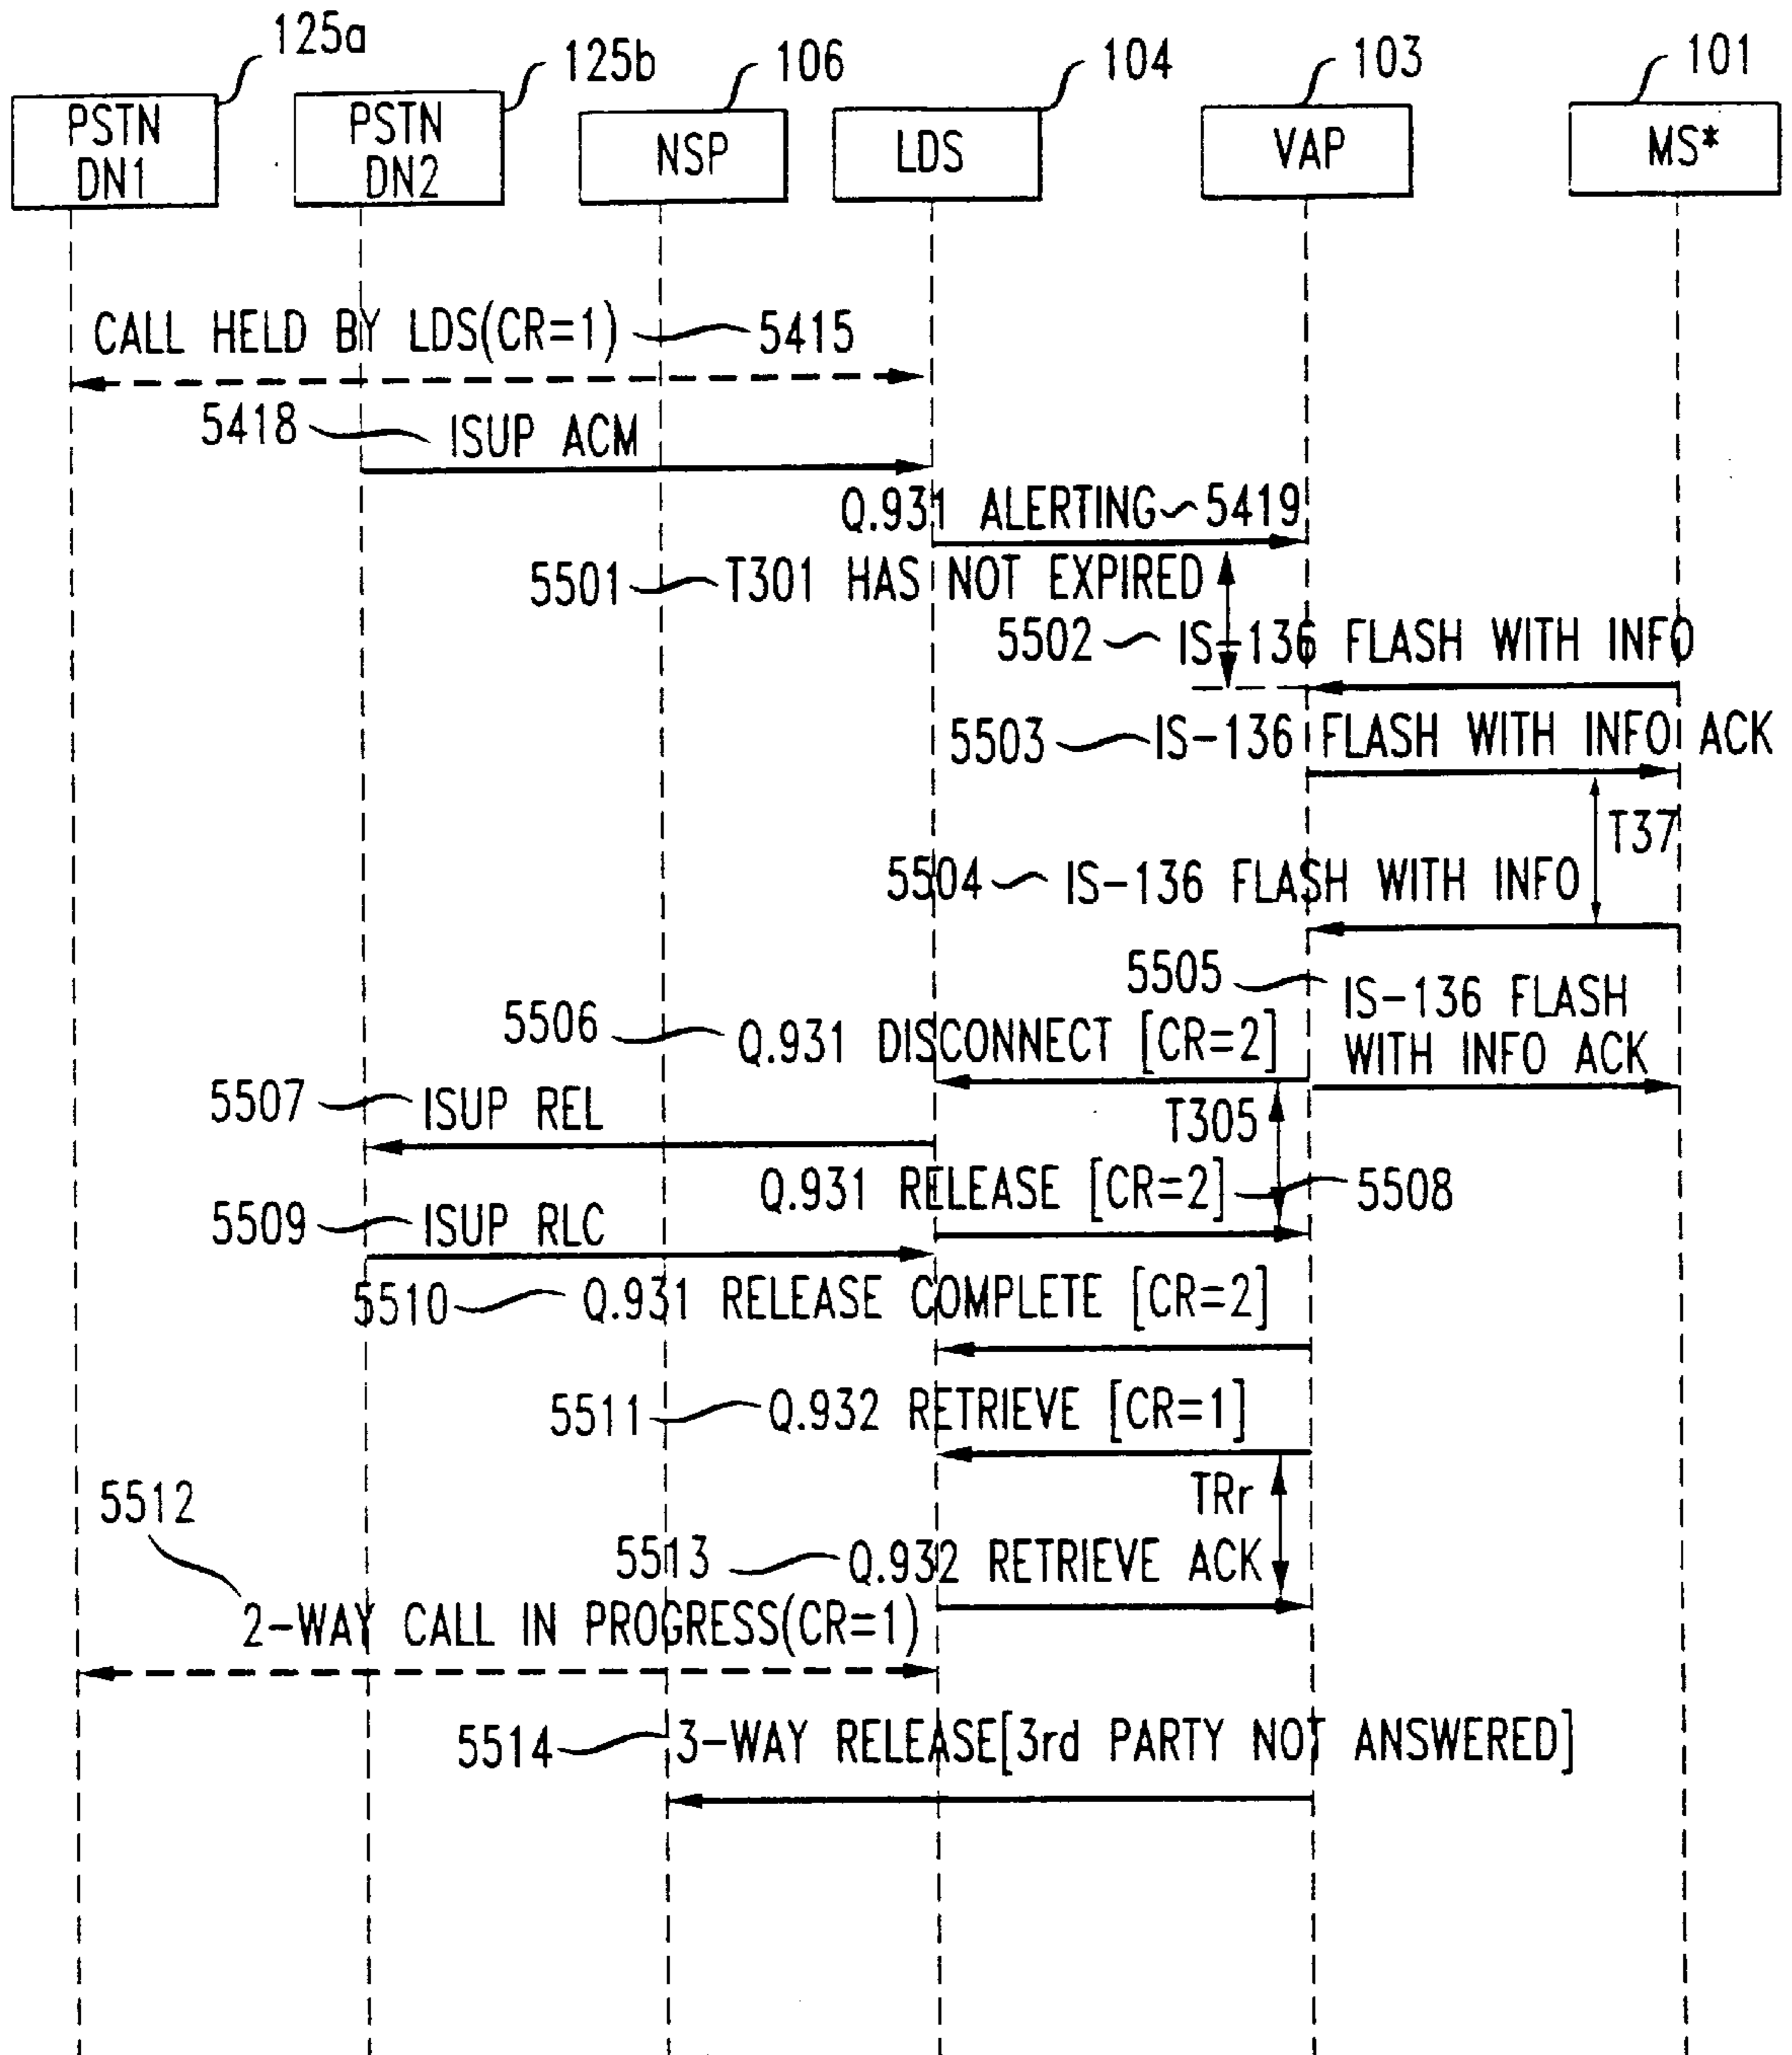 125a
125b
106
104
103
101
PSTN
DN1
PSTN
DN2
NSP
LDS
VAP
MS*
CALL HELD BY LDS(CR=1)
5415
5418
ISUP ACM
Q.931 ALERTING
5419
5501
T301 HAS NOT EXPIRED
5502
IS-136 FLASH WITH INFO
5503
IS-136 FLASH WITH INFO ACK
T37
5504
IS-136 FLASH WITH INFO
5505
IS-136 FLASH
WITH INFO ACK
5506
Q.931 DISCONNECT [CR=2]
5507
ISUP REL
T305
Q.931 RELEASE [CR=2]
5508
5509
ISUP RLC
5510
Q.931 RELEASE COMPLETE [CR=2]
5511
Q.932 RETRIEVE [CR=1]
TRr
5512
5513
Q.932 RETRIEVE ACK
2-WAY CALL IN PROGRESS(CR=1)
5514
3-WAY RELEASE[3rd PARTY NOT ANSWERED]